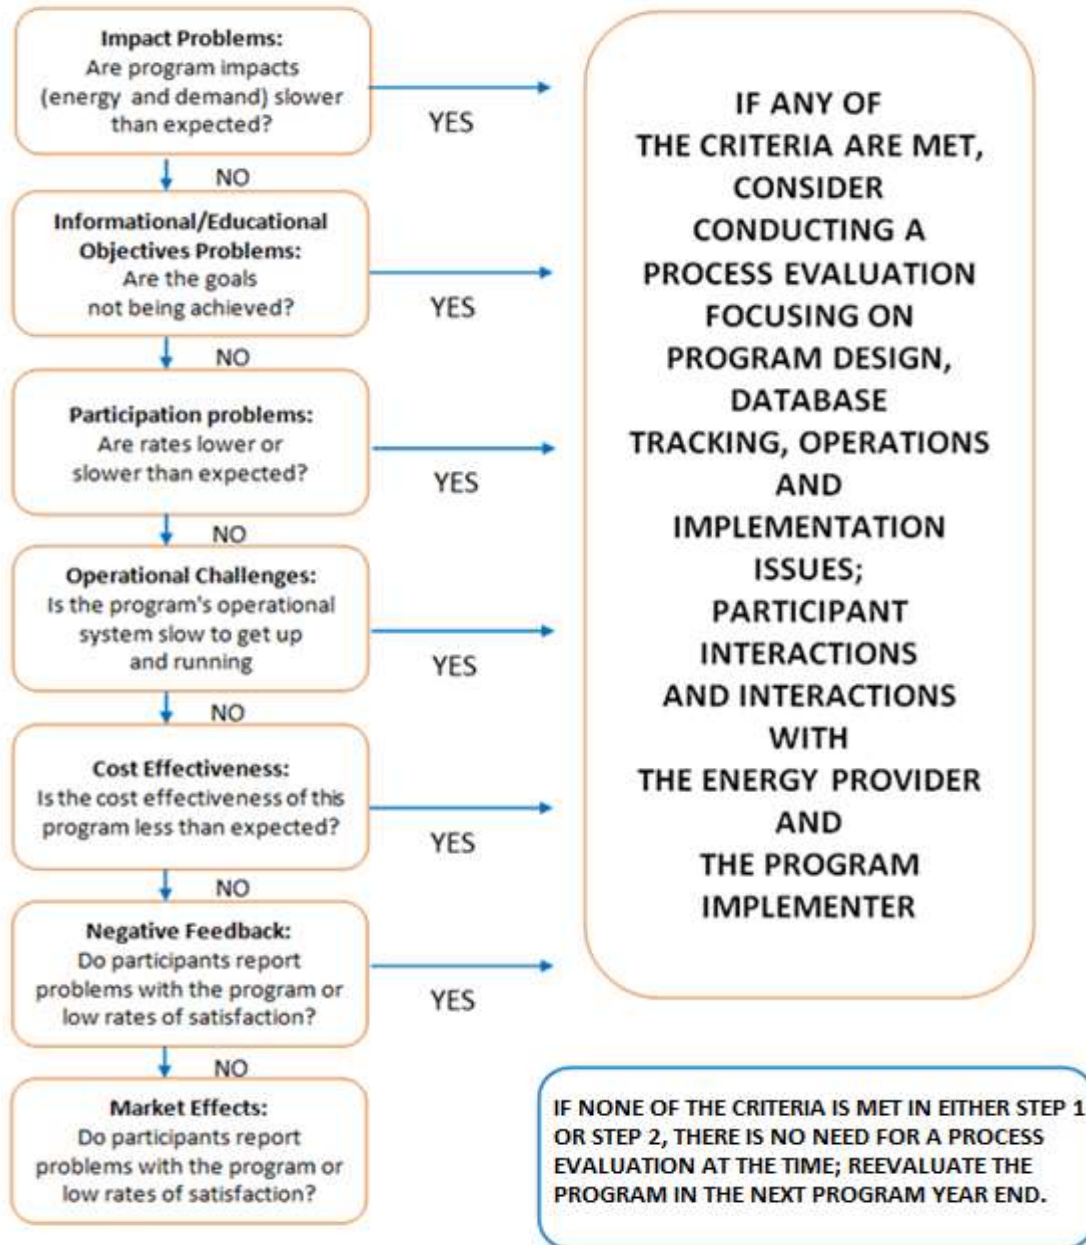 Impact Problems:
Are program impacts
(energy and demand) slower
than expected?
YES
NO
Informational/Educational
Objectives Problems:
Are the goals
not being achieved?
YES
NO
Participation problems:
Are rates lower or
slower than expected?
YES
NO
Operational Challenges:
Is the program's operational
system slow to get up
and running
YES
NO
Cost Effectiveness:
Is the cost effectiveness of this
program less than expected?
YES
NO
Negative Feedback:
Do participants report
problems with the program or
low rates of satisfaction?
YES
NO
Market Effects:
Do participants report
problems with the program or
low rates of satisfaction?
IF ANY OF
THE CRITERIA ARE MET,
CONSIDER
CONDUCTING A
PROCESS EVALUATION
FOCUSING ON
PROGRAM DESIGN,
DATABASE
TRACKING, OPERATIONS
AND
IMPLEMENTATION
ISSUES;
PARTICIPANT
INTERACTIONS
AND INTERACTIONS
WITH
THE ENERGY PROVIDER
AND
THE PROGRAM
IMPLEMENTER
IF NONE OF THE CRITERIA IS MET IN EITHER STEP 1
OR STEP 2, THERE IS NO NEED FOR A PROCESS
EVALUATION AT THE TIME; REEVALUATE THE
PROGRAM IN THE NEXT PROGRAM YEAR END.